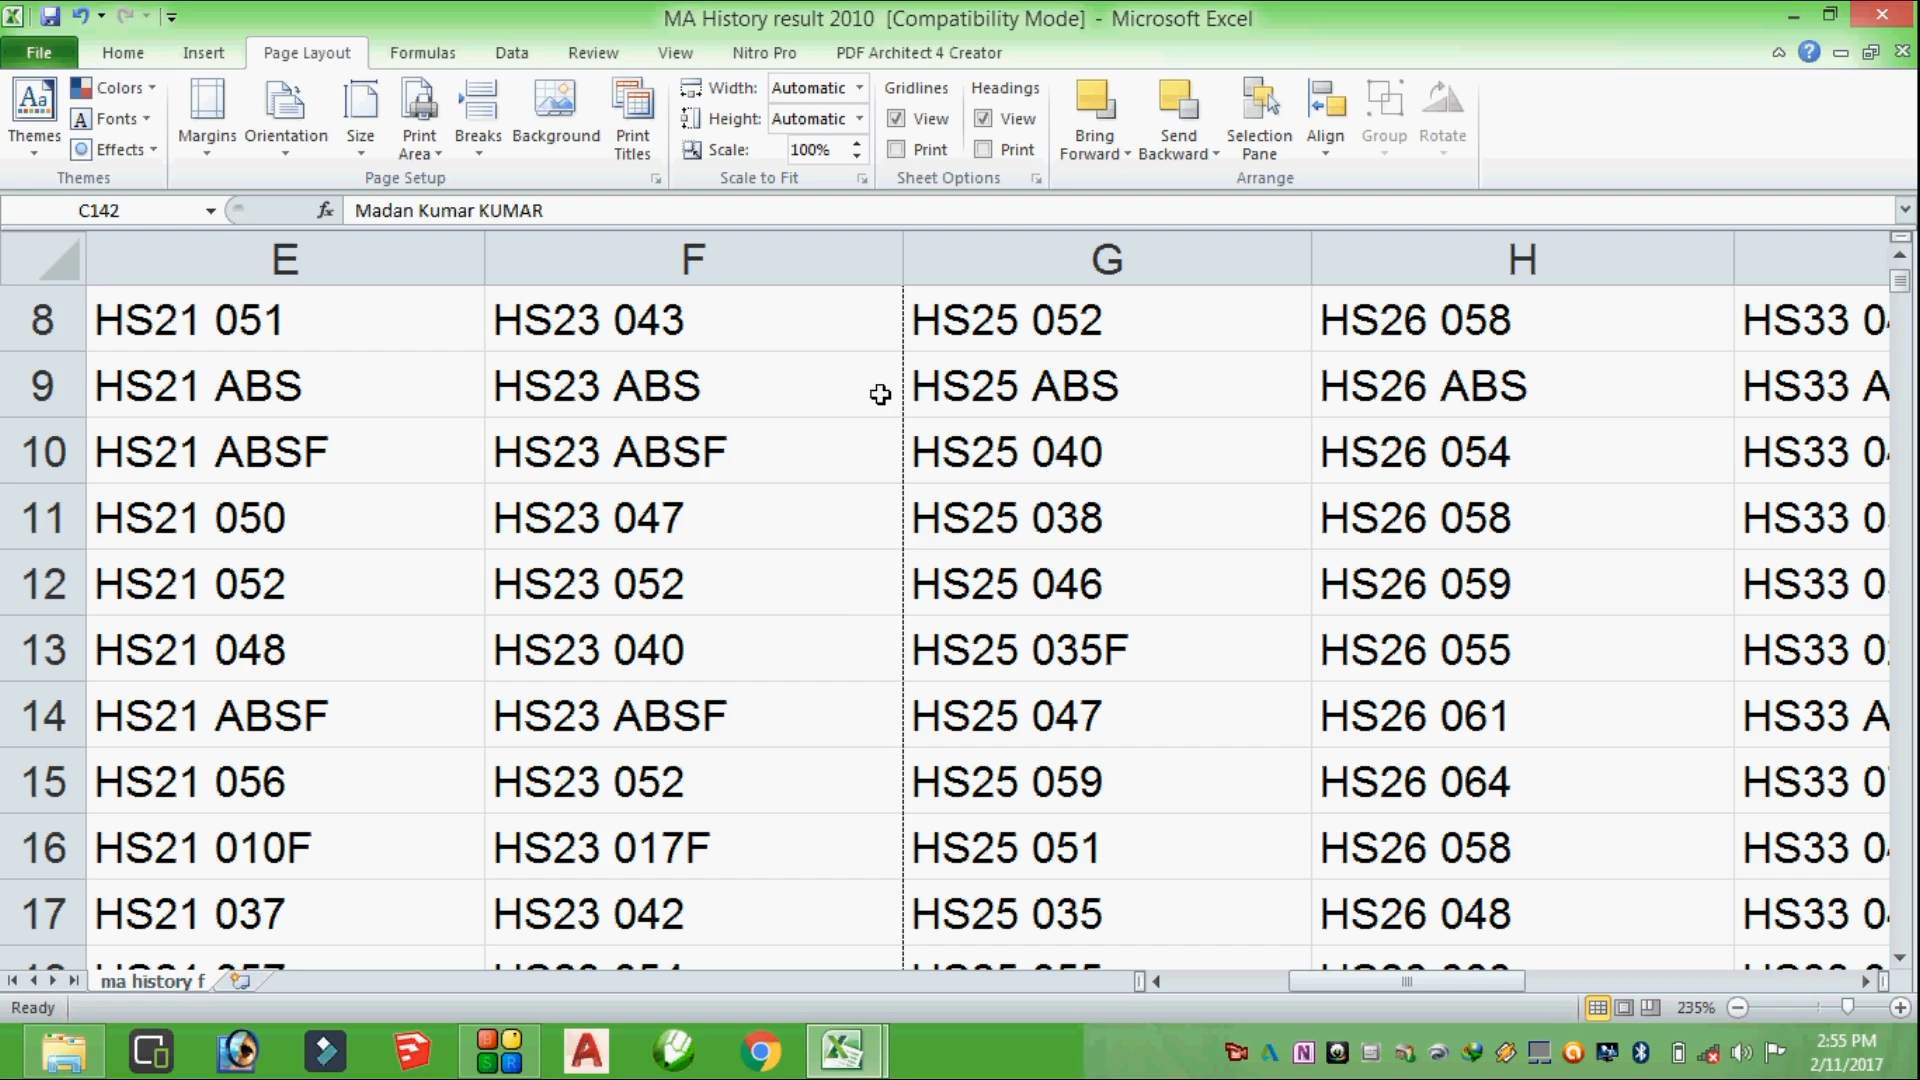 MA History result 2010 [Compatibility Mode] - Microsoft Excel
File Home Insert Page Layout Formulas Data Review View Nitro Pro PDF Architect 4 Creator
Colors Width: Automatic Gridlines Headings
Fonts Height: Automatic View View
Themes Margins Orientation Size Print Area Breaks Background Print Titles Bring Forward Send Backward Selection Pane Align Group Rotate
Effects Scale: 100% Print Print
Themes Page Setup Scale to Fit Sheet Options Arrange
C142 fx Madan Kumar KUMAR
E F G H
8 HS21 051 HS23 043 HS25 052 HS26 058 HS33 0
9 HS21 ABS HS23 ABS HS25 ABS HS26 ABS HS33 A
10 HS21 ABSF HS23 ABSF HS25 040 HS26 054 HS33 0
11 HS21 050 HS23 047 HS25 038 HS26 058 HS33 0
12 HS21 052 HS23 052 HS25 046 HS26 059 HS33 0
13 HS21 048 HS23 040 HS25 035F HS26 055 HS33 0
14 HS21 ABSF HS23 ABSF HS25 047 HS26 061 HS33 A
15 HS21 056 HS23 052 HS25 059 HS26 064 HS33 0
16 HS21 010F HS23 017F HS25 051 HS26 058 HS33 0
17 HS21 037 HS23 042 HS25 035 HS26 048 HS33 0
ma history f
Ready 235%
2:55 PM
2/11/2017